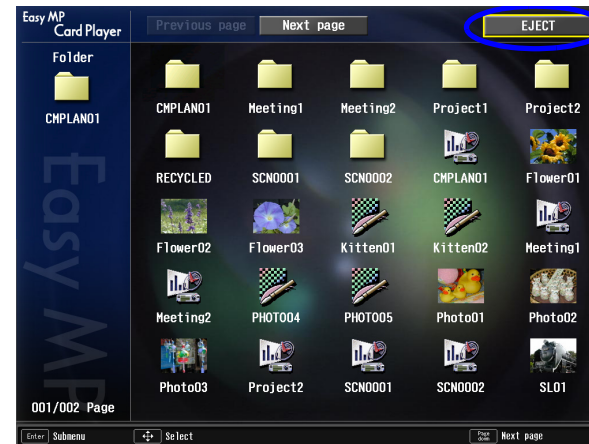 Easy MP
Card Player
Previous page
Next page
EJECT
Folder
CMPLAN01
CMPLAN01
Meeting1
Meeting2
Project1
Project2
RECYCLED
SCN0001
SCN0002
CMPLAN01
Flower01
Flower02
Flower03
Kitten01
Kitten02
Meeting1
Meeting2
PHOTO04
PHOTO05
Photo01
Photo02
Photo03
Project2
SCN0001
SCN0002
SL01
Easy MP
001/002 Page
Enter Submenu
Select
Page down Next page